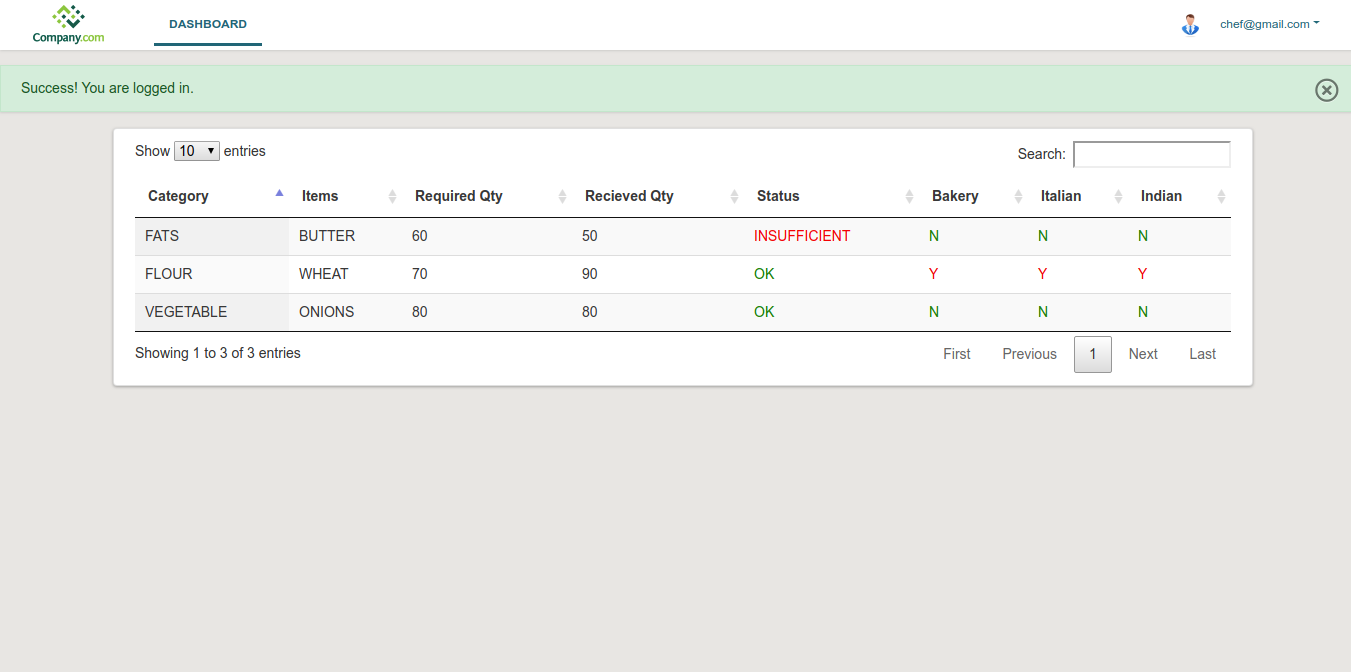 Company.com
DASHBOARD
chef@gmail.com
Success! You are logged in.
Show 10 entries
Search:
Category Items Required Qty Recieved Qty Status Bakery Italian Indian
FATS BUTTER 60 50 INSUFFICIENT N N N
FLOUR WHEAT 70 90 OK Y Y Y
VEGETABLE ONIONS 80 80 OK N N N
Showing 1 to 3 of 3 entries
First Previous 1 Next Last